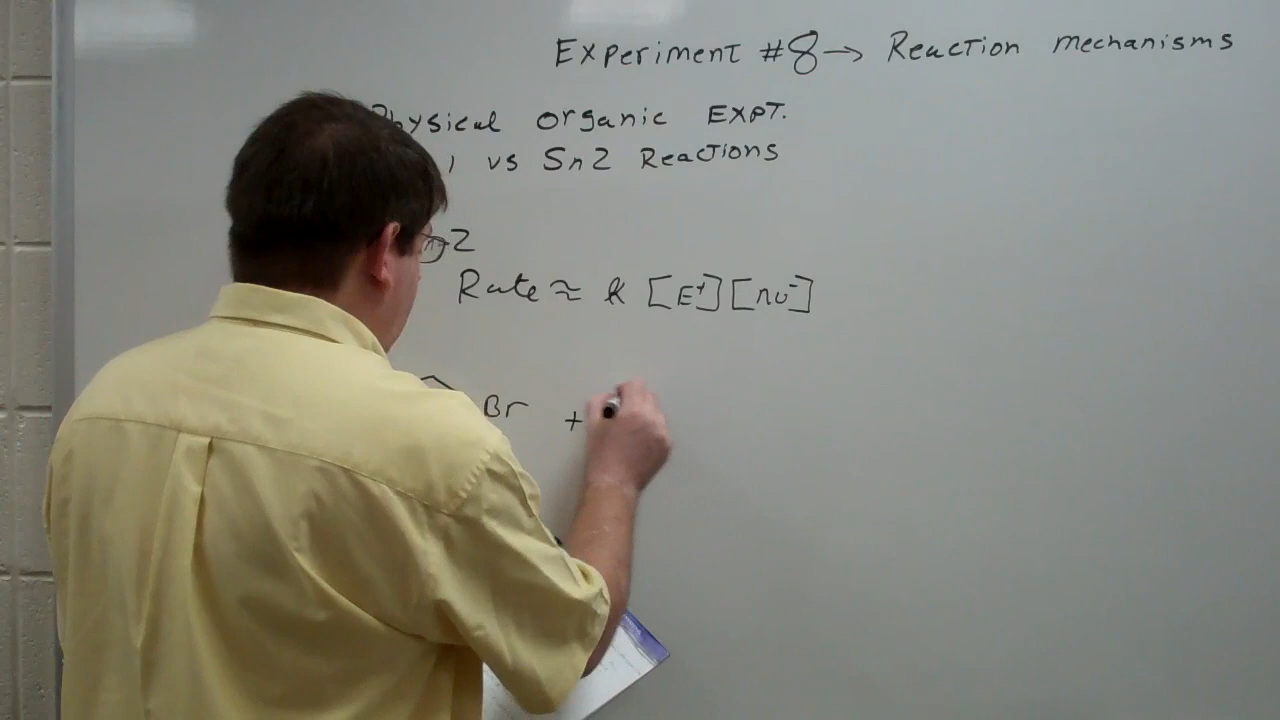 Experiment #8 → Reaction mechanisms
Physical organic EXPT.
1 vs Sn2 Reactions
2
Rate ≈ k [E⁺][nu⁻]
Br +